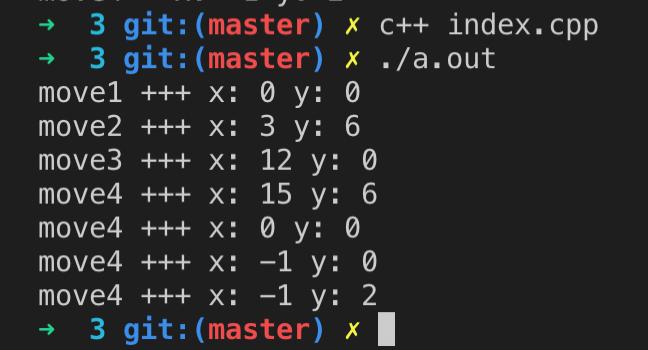 → 3 git:(master) ✗ c++ index.cpp
→ 3 git:(master) ✗ ./a.out
move1 +++ x: 0 y: 0
move2 +++ x: 3 y: 6
move3 +++ x: 12 y: 0
move4 +++ x: 15 y: 6
move4 +++ x: 0 y: 0
move4 +++ x: -1 y: 0
move4 +++ x: -1 y: 2
→ 3 git:(master) ✗